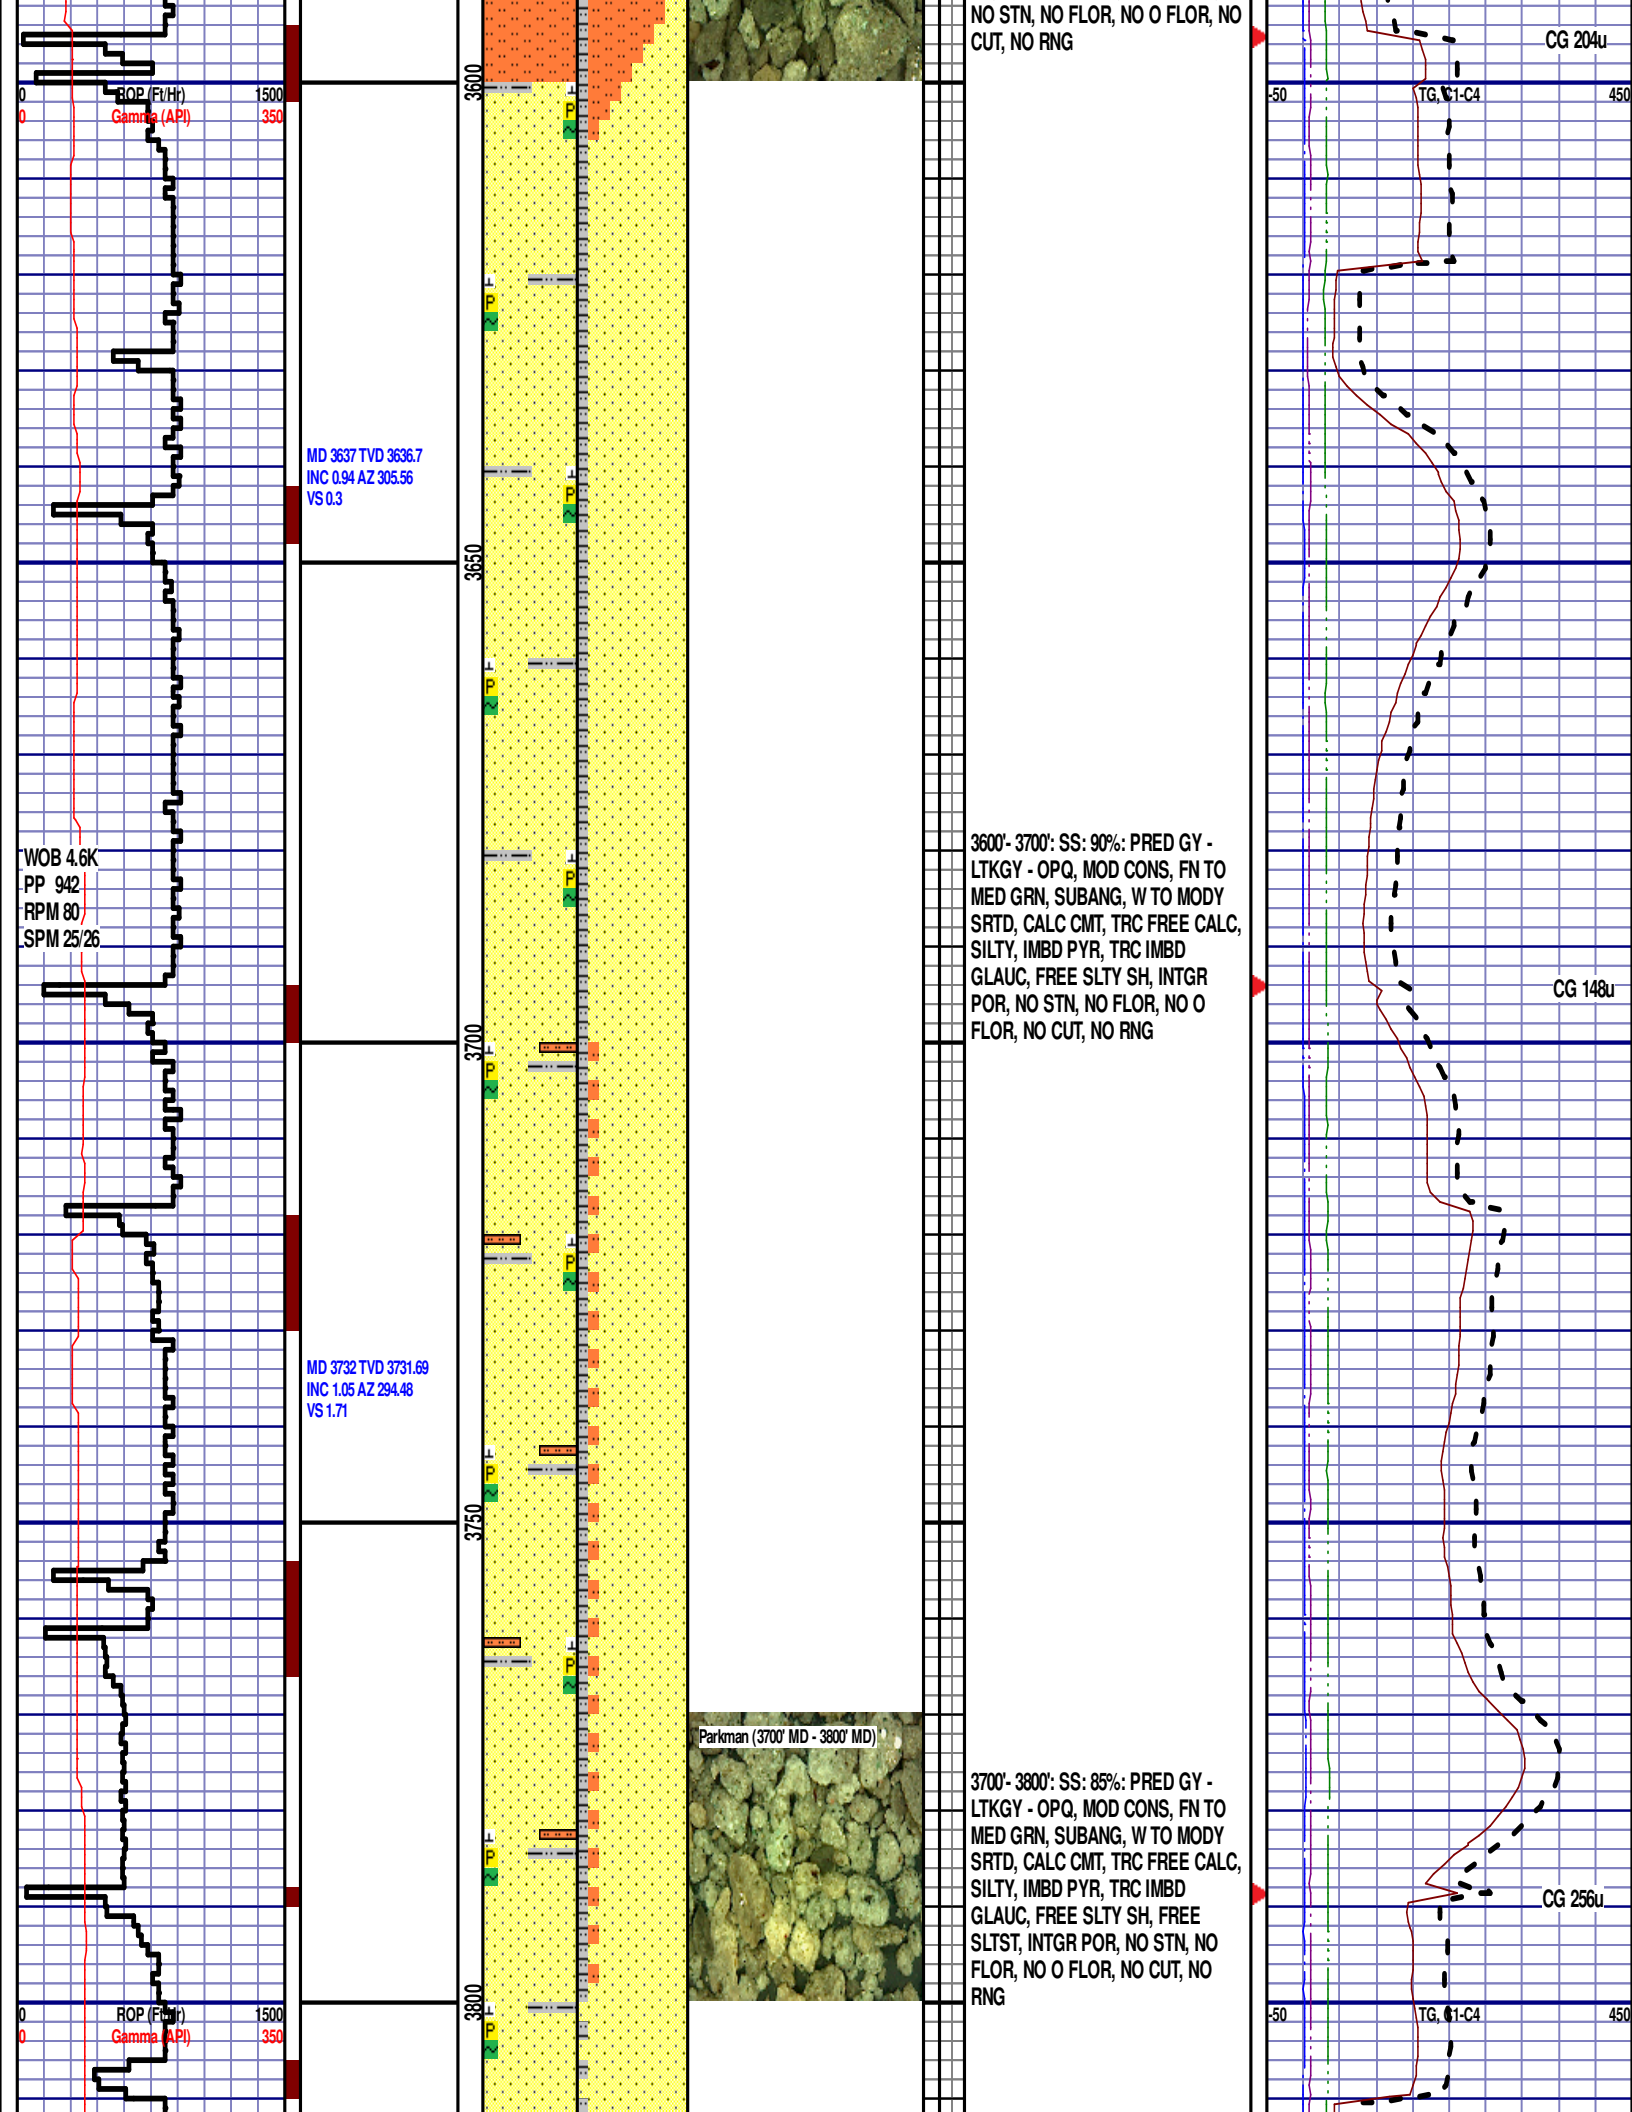 NO STN, NO FLOR, NO O FLOR, NO
CUT, NO RNG
CG 204u
3600
0 ROP (Ft/Hr) 1500
0 Gamma (API) 350
-50 TG, C1-C4 450
P
P
MD 3637 TVD 3636.7
INC 0.94 AZ 305.56
VS 0.3
P
3650
P
WOB 4.6K
PP 942
RPM 80
SPM 25/26
P
3600'- 3700': SS: 90%: PRED GY -
LTKGY - OPQ, MOD CONS, FN TO
MED GRN, SUBANG, W TO MODY
SRTD, CALC CMT, TRC FREE CALC,
SILTY, IMBD PYR, TRC IMBD
GLAUC, FREE SLTY SH, INTGR
POR, NO STN, NO FLOR, NO O
FLOR, NO CUT, NO RNG
CG 148u
3700
P
P
MD 3732 TVD 3731.69
INC 1.05 AZ 294.48
VS 1.71
P
3750
P
Parkman (3700' MD - 3800' MD)
P
3700'- 3800': SS: 85%: PRED GY -
LTKGY - OPQ, MOD CONS, FN TO
MED GRN, SUBANG, W TO MODY
SRTD, CALC CMT, TRC FREE CALC,
SILTY, IMBD PYR, TRC IMBD
GLAUC, FREE SLTY SH, FREE
SLTST, INTGR POR, NO STN, NO
FLOR, NO O FLOR, NO CUT, NO
RNG
CG 256u
3800
0 ROP (Ft/Hr) 1500
0 Gamma (API) 350
-50 TG, C1-C4 450
P